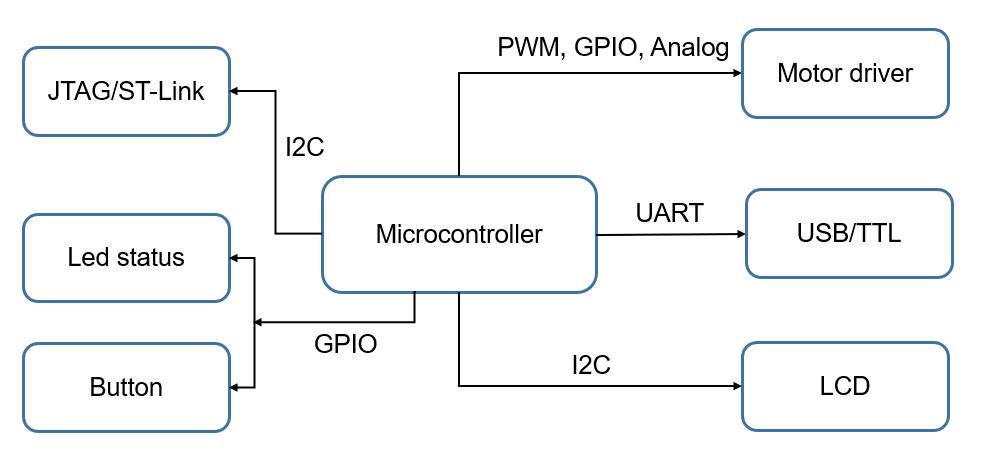 PWM, GPIO, Analog
Motor driver
JTAG/ST-Link
I2C
Microcontroller
UART
USB/TTL
Led status
GPIO
Button
I2C
LCD